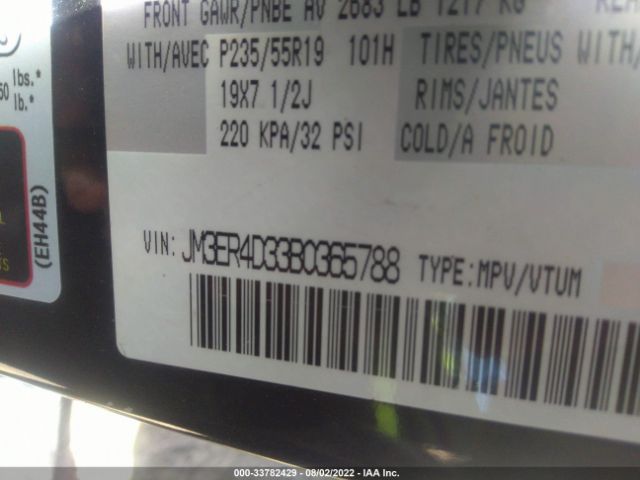 FRONT GAWR/PNBE AV 2683 LB 1217 KG
WITH/AVEC P235/55R19 101H TIRES/PNEUS WITH/
19X7 1/2J RIMS/JANTES
220 KPA/32 PSI COLD/A FROID
lbs.*
lb.*
(EH44B)
VIN: JM3ER4D33B0365788 TYPE:MPV/VTUM
000-33782429 - 08/02/2022 - IAA Inc.